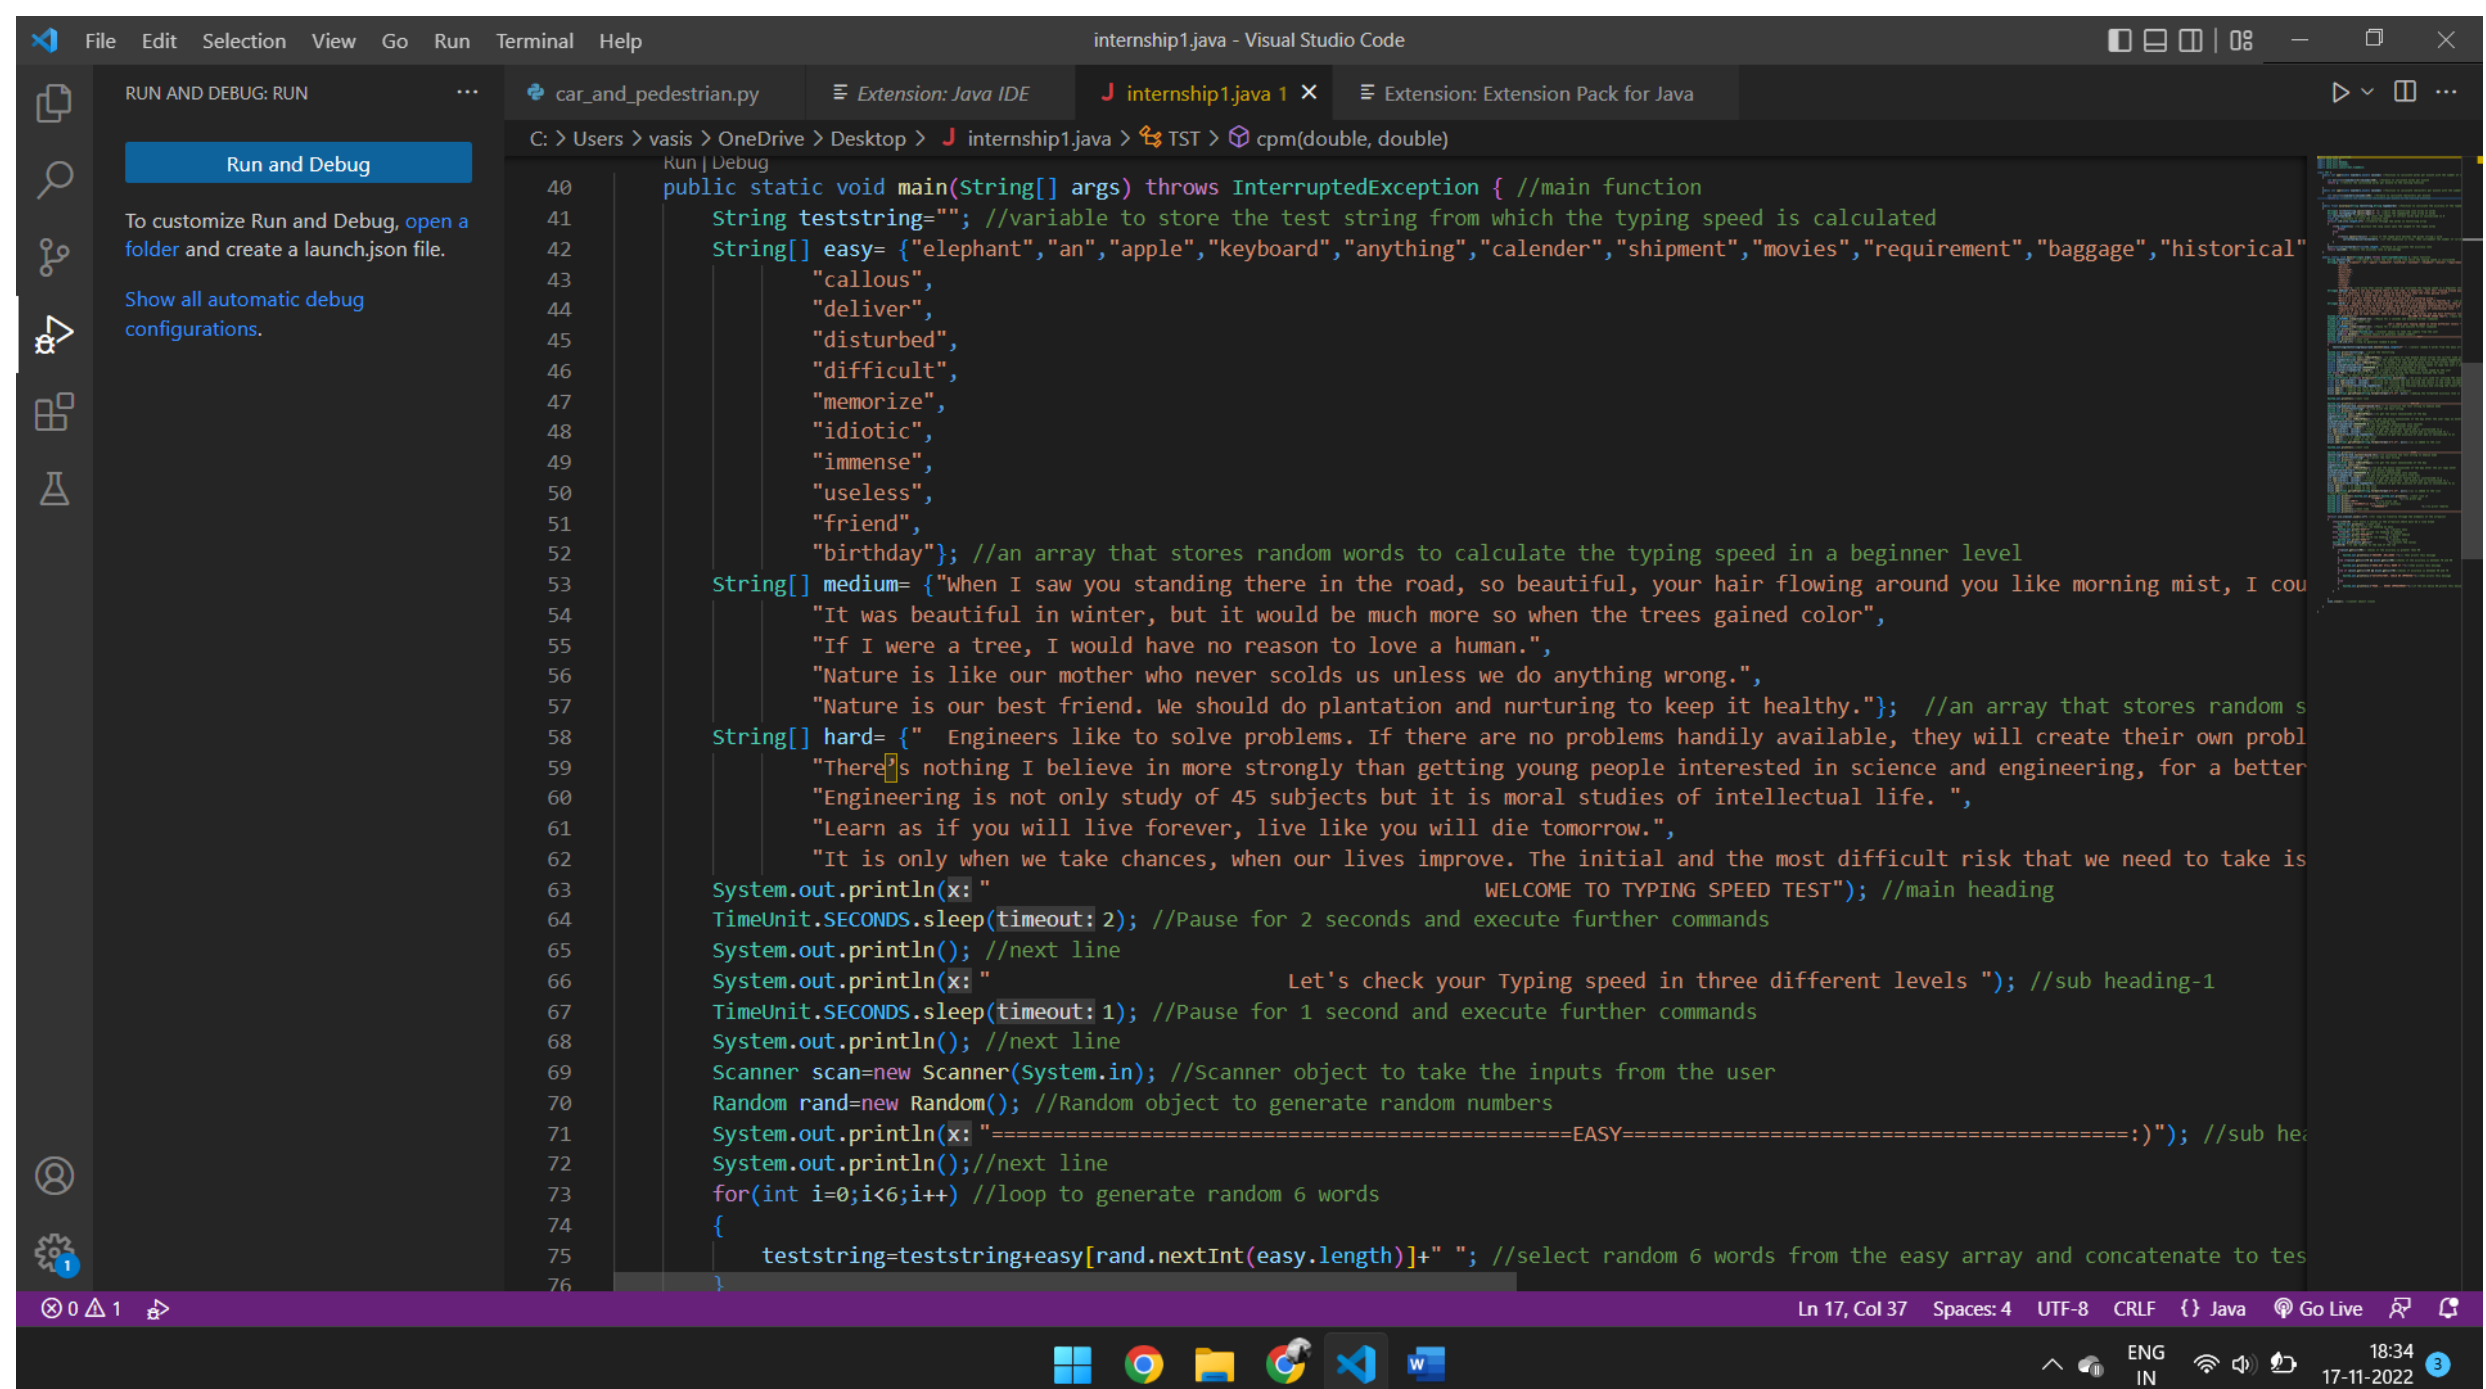 File Edit Selection View Go Run Terminal Help
internship1.java - Visual Studio Code
RUN AND DEBUG: RUN ...
Run and Debug
To customize Run and Debug, open a
folder and create a launch.json file.
Show all automatic debug
configurations.
car_and_pedestrian.py Extension: Java IDE J internship1.java 1 Extension: Extension Pack for Java
C: > Users > vasis > OneDrive > Desktop > J internship1.java > TST > cpm(double, double)
Run | Debug
40 public static void main(String[] args) throws InterruptedException { //main function
41 String teststring=""; //variable to store the test string from which the typing speed is calculated
42 String[] easy= {"elephant","an","apple","keyboard","anything","calender","shipment","movies","requirement","baggage","historical"
43 "callous",
44 "deliver",
45 "disturbed",
46 "difficult",
47 "memorize",
48 "idiotic",
49 "immense",
50 "useless",
51 "friend",
52 "birthday"}; //an array that stores random words to calculate the typing speed in a beginner level
53 String[] medium= {"When I saw you standing there in the road, so beautiful, your hair flowing around you like morning mist, I cou
54 "It was beautiful in winter, but it would be much more so when the trees gained color",
55 "If I were a tree, I would have no reason to love a human.",
56 "Nature is like our mother who never scolds us unless we do anything wrong.",
57 "Nature is our best friend. We should do plantation and nurturing to keep it healthy."}; //an array that stores random s
58 String[] hard= {"  Engineers like to solve problems. If there are no problems handily available, they will create their own probl
59 "There’s nothing I believe in more strongly than getting young people interested in science and engineering, for a better
60 "Engineering is not only study of 45 subjects but it is moral studies of intellectual life. ",
61 "Learn as if you will live forever, live like you will die tomorrow.",
62 "It is only when we take chances, when our lives improve. The initial and the most difficult risk that we need to take is
63 System.out.println(x: " WELCOME TO TYPING SPEED TEST"); //main heading
64 TimeUnit.SECONDS.sleep(timeout: 2); //Pause for 2 seconds and execute further commands
65 System.out.println(); //next line
66 System.out.println(x: " Let's check your Typing speed in three different levels "); //sub heading-1
67 TimeUnit.SECONDS.sleep(timeout: 1); //Pause for 1 second and execute further commands
68 System.out.println(); //next line
69 Scanner scan=new Scanner(System.in); //Scanner object to take the inputs from the user
70 Random rand=new Random(); //Random object to generate random numbers
71 System.out.println(x: "===============================================EASY=========================================:)"); //sub hea
72 System.out.println();//next line
73 for(int i=0;i<6;i++) //loop to generate random 6 words
74 {
75 teststring=teststring+easy[rand.nextInt(easy.length)]+" "; //select random 6 words from the easy array and concatenate to tes
76 }
0 1 Ln 17, Col 37 Spaces: 4 UTF-8 CRLF {} Java Go Live
1
ENG
IN
18:34
17-11-2022
3